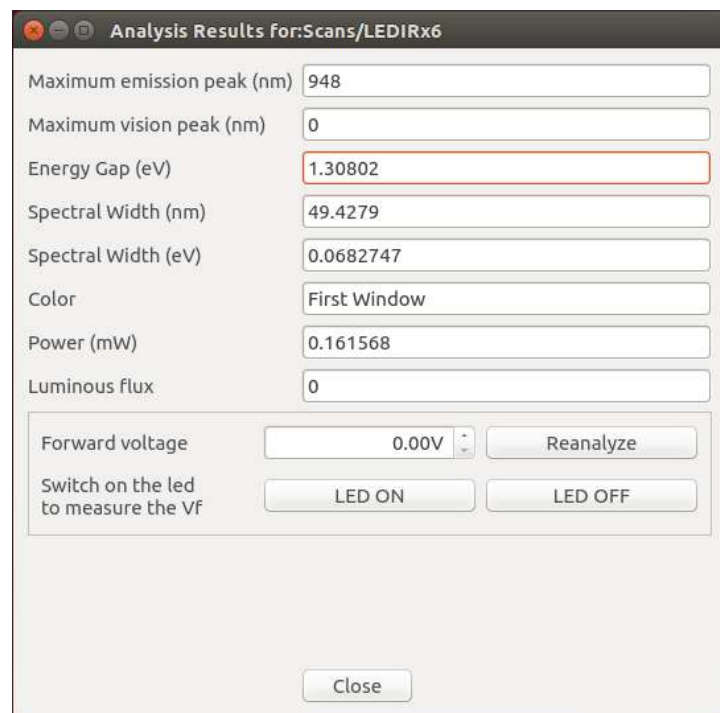 Analysis Results for:Scans/LEDIRx6
Maximum emission peak (nm) 948
Maximum vision peak (nm) 0
Energy Gap (eV) 1.30802
Spectral Width (nm) 49.4279
Spectral Width (eV) 0.0682747
Color First Window
Power (mW) 0.161568
Luminous flux 0
Forward voltage 0.00V Reanalyze
Switch on the led
to measure the Vf
LED ON LED OFF
Close